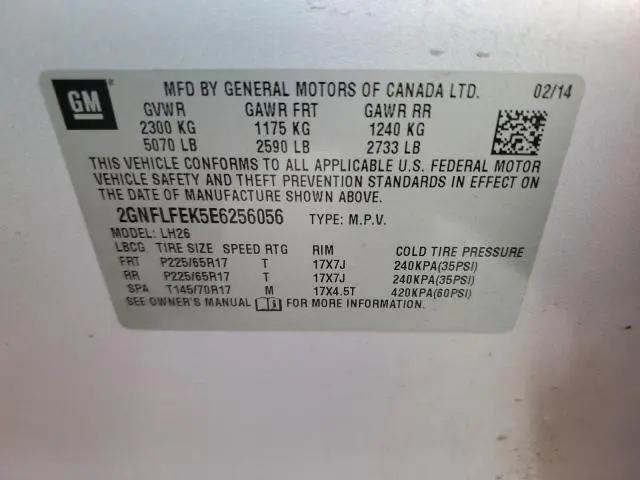 GM
MFD BY GENERAL MOTORS OF CANADA LTD. 02/14
GVWR GAWR FRT GAWR RR
2300 KG 1175 KG 1240 KG
5070 LB 2590 LB 2733 LB
THIS VEHICLE CONFORMS TO ALL APPLICABLE U.S. FEDERAL MOTOR
VEHICLE SAFETY AND THEFT PREVENTION STANDARDS IN EFFECT ON
THE DATE OF MANUFACTURE SHOWN ABOVE.
2GNFLFEK5E6256056 TYPE: M.P.V.
MODEL: LH26
LBCG TIRE SIZE SPEED RTG RIM COLD TIRE PRESSURE
FRT P225/65R17 T 17X7J 240KPA(35PSI)
RR P225/65R17 T 17X7J 240KPA(35PSI)
SPA T145/70R17 M 17X4.5T 420KPA(60PSI)
SEE OWNER'S MANUAL FOR MORE INFORMATION.